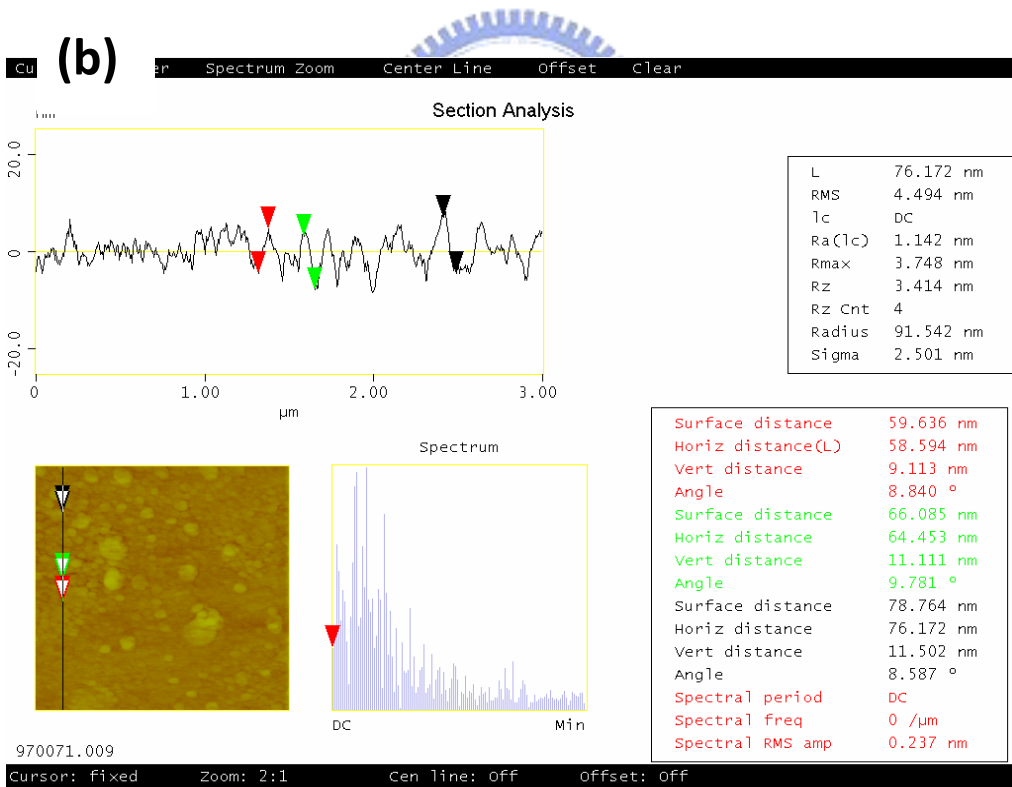 (b)
Cu er Spectrum Zoom Center Line Offset Clear
Section Analysis
20.0
0
-20.0
0 1.00 2.00 3.00
µm
L 76.172 nm
RMS 4.494 nm
lc DC
Ra(lc) 1.142 nm
Rmax 3.748 nm
Rz 3.414 nm
Rz Cnt 4
Radius 91.542 nm
Sigma 2.501 nm
Spectrum
DC Min
Surface distance 59.636 nm
Horiz distance(L) 58.594 nm
Vert distance 9.113 nm
Angle 8.840 °
Surface distance 66.085 nm
Horiz distance 64.453 nm
Vert distance 11.111 nm
Angle 9.781 °
Surface distance 78.764 nm
Horiz distance 76.172 nm
Vert distance 11.502 nm
Angle 8.587 °
Spectral period DC
Spectral freq 0 /µm
Spectral RMS amp 0.237 nm
970071.009
Cursor: fixed Zoom: 2:1 Cen line: Off Offset: Off